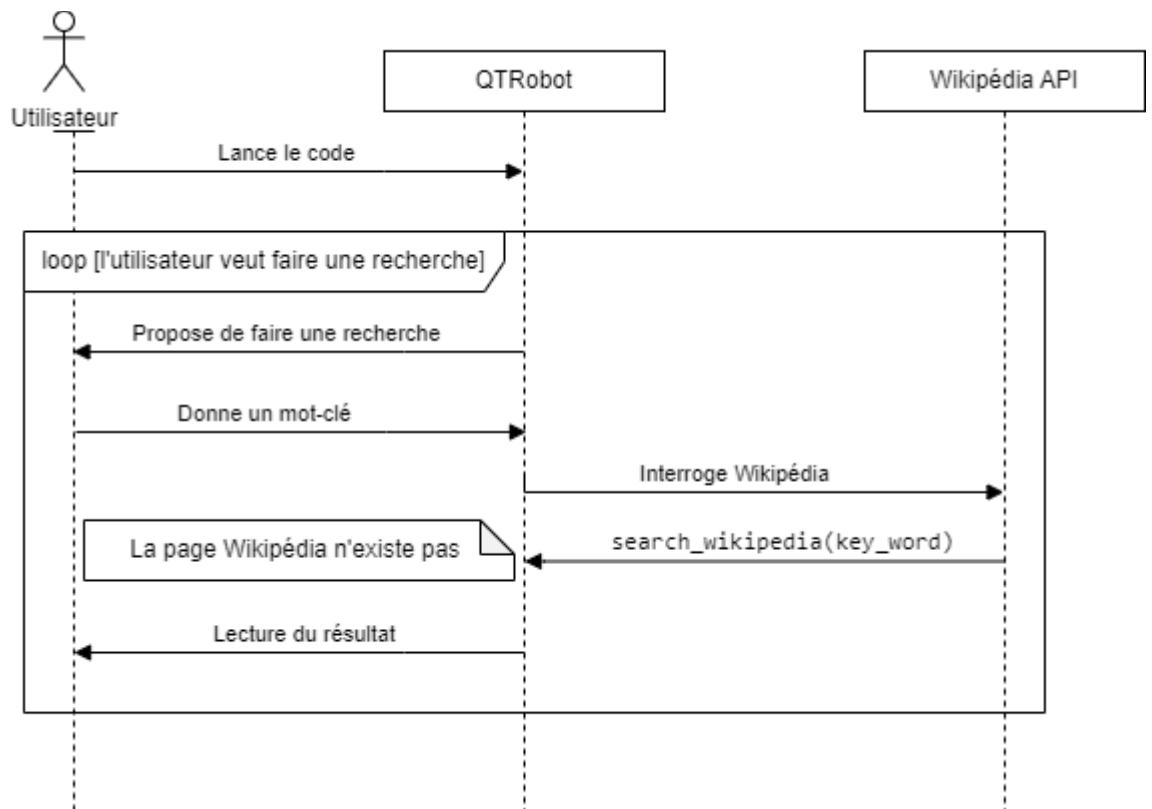 QTRobot
Wikipédia API
Utilisateur
Lance le code
loop [l'utilisateur veut faire une recherche]
Propose de faire une recherche
Donne un mot-clé
Interroge Wikipédia
La page Wikipédia n'existe pas
search_wikipedia(key_word)
Lecture du résultat